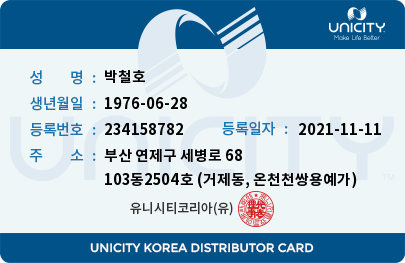 UNICITY
Make Life Better
성 명 : 박철호
생년월일 : 1976-06-28
등록번호 : 234158782 등록일자 : 2021-11-11
주 소 : 부산 연제구 세병로 68
103동2504호 (거제동, 온천천쌍용예가)
유니시티코리아(유)
UNICITY
TM
UNICITY KOREA DISTRIBUTOR CARD